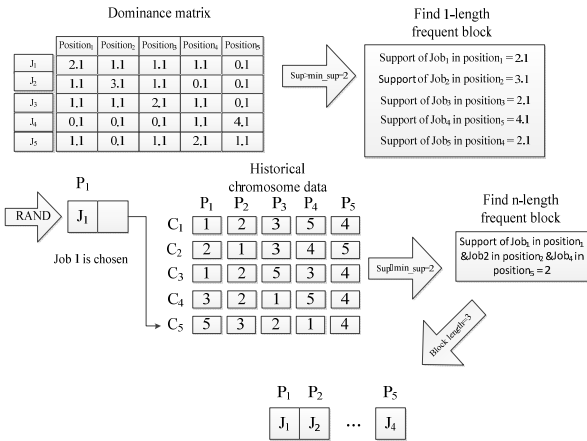 Dominance matrix
Position1 Position2 Position3 Position4 Position5
J1 2.1 1.1 1.1 1.1 0.1
J2 1.1 3.1 1.1 0.1 0.1
J3 1.1 1.1 2.1 1.1 0.1
J4 0.1 0.1 0.1 1.1 4.1
J5 1.1 0.1 1.1 2.1 1.1
Sup>min_sup=2
Find 1-length
frequent block
Support of Job1 in position1 = 2.1
Support of Job2 in position2 = 3.1
Support of Job3 in position3 = 2.1
Support of Job4 in position5 = 4.1
Support of Job5 in position4 = 2.1
RAND
P1
J1
Job 1 is chosen
Historical
chromosome data
P1 P2 P3 P4 P5
C1 1 2 3 5 4
C2 2 1 3 4 5
C3 1 2 5 3 4
C4 3 2 1 5 4
C5 5 3 2 1 4
Sup▯min_sup=2
Find n-length
frequent block
Support of Job1 in position1
&Job2 in position2 &Job4 in
position5 = 2
Block length=3
P1 P2 P5
J1 J2 ... J4